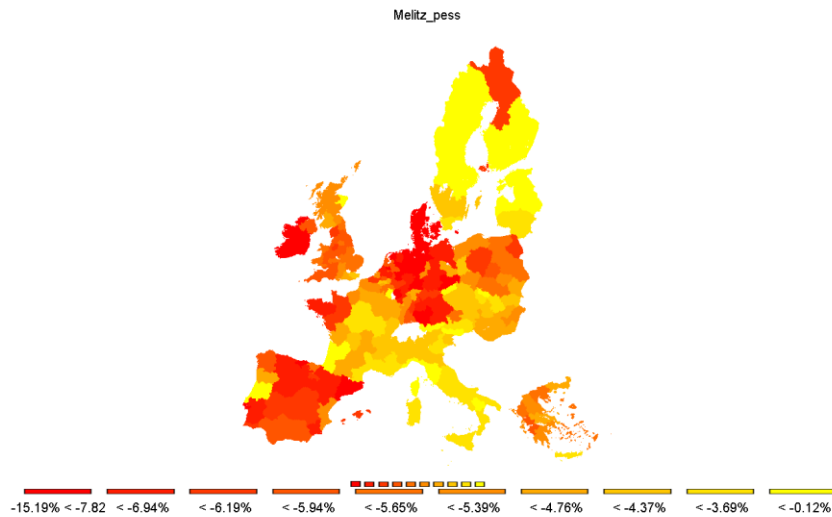 Melitz_pess
-15.19% < -7.82 < -6.94% < -6.19% < -5.94% < -5.65% < -5.39% < -4.76% < -4.37% < -3.69% < -0.12%